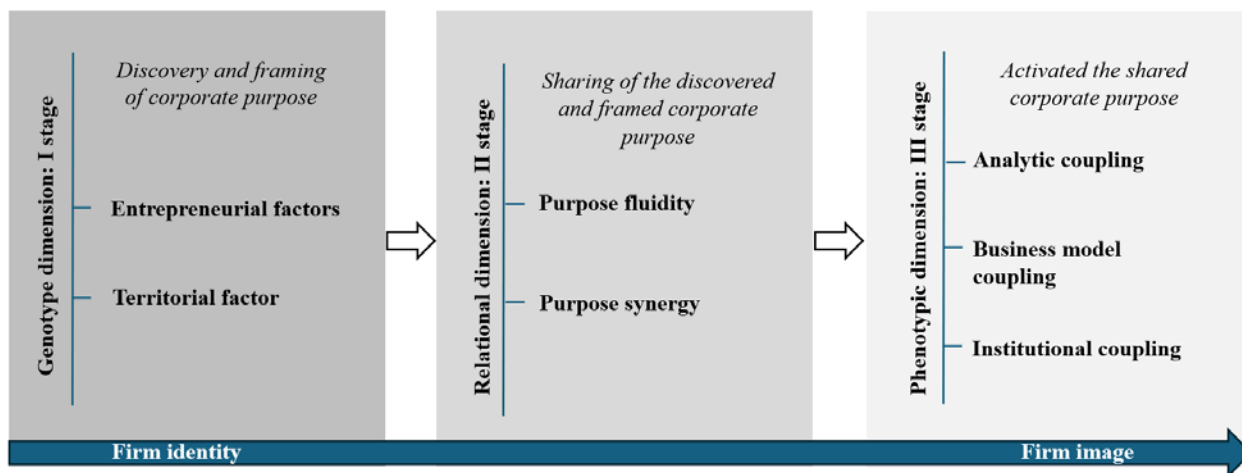 Genotype dimension: I stage
Discovery and framing
of corporate purpose
Entrepreneurial factors
Territorial factor
Relational dimension: II stage
Sharing of the discovered
and framed corporate
purpose
Purpose fluidity
Purpose synergy
Phenotypic dimension: III stage
Activated the shared
corporate purpose
Analytic coupling
Business model
coupling
Institutional coupling
Firm identity
Firm image